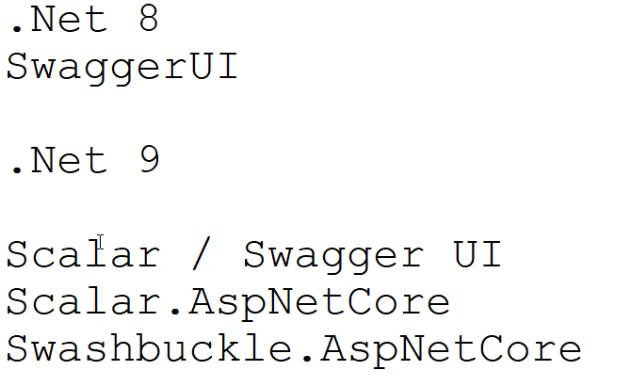 .Net 8
SwaggerUI
.Net 9
Scalar / Swagger UI
Scalar.AspNetCore
Swashbuckle.AspNetCore